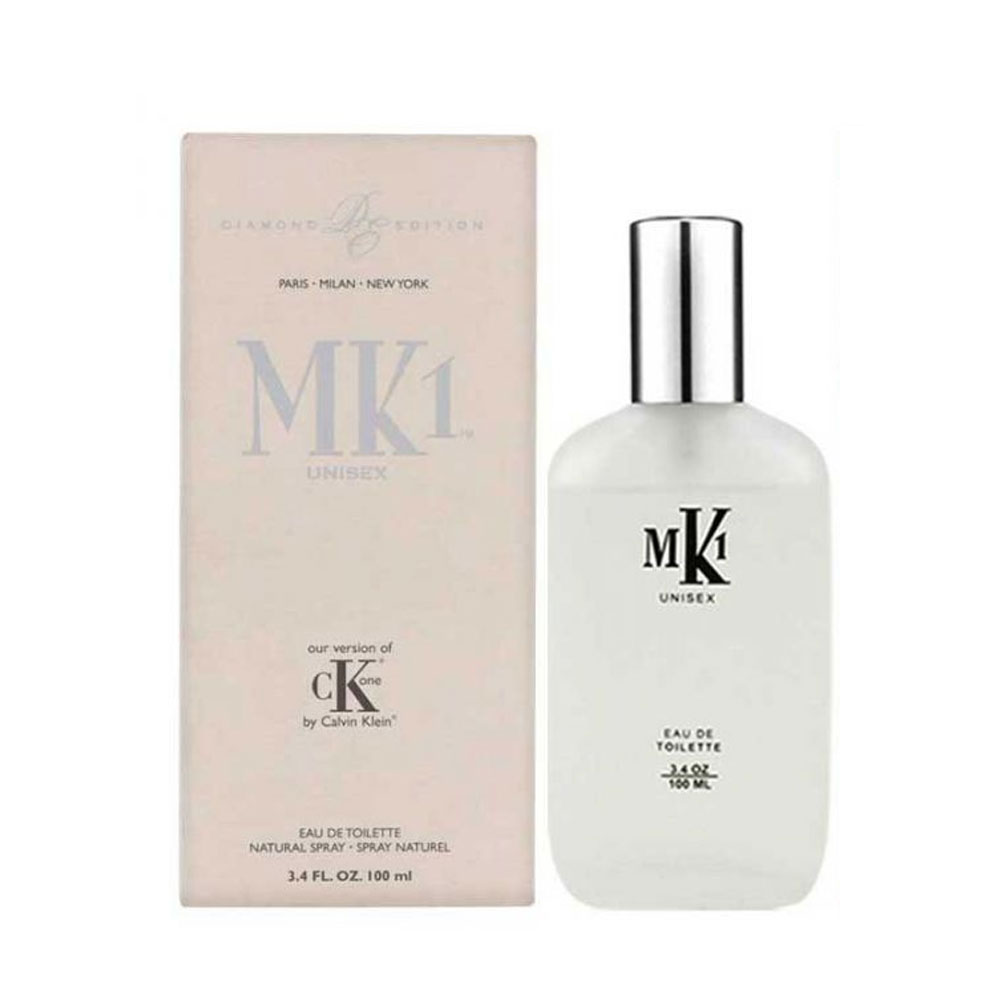 DIAMOND DE EDITION
PARIS • MILAN • NEW YORK
MK1™
UNISEX
our version of
cK one®
by Calvin Klein®
EAU DE TOILETTE
NATURAL SPRAY • SPRAY NATUREL
3.4 FL. OZ. 100 ml
MK1
UNISEX
EAU DE
TOILETTE
3.4 OZ
100 ML